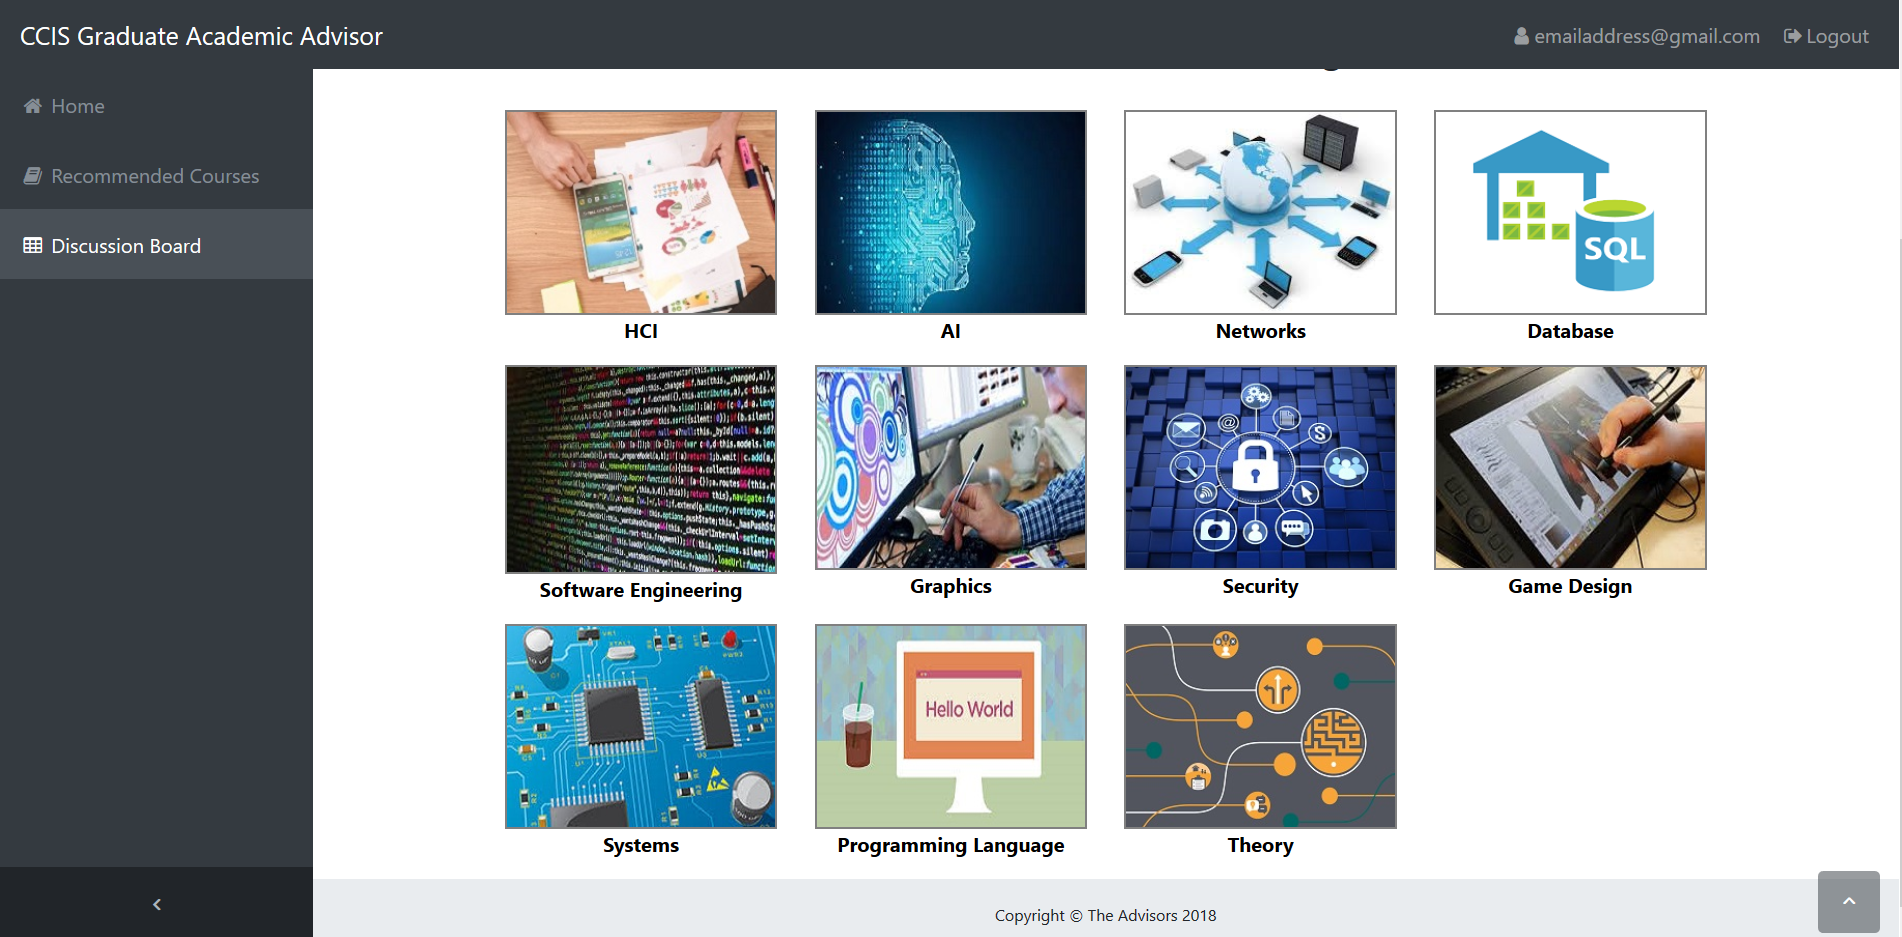 CCIS Graduate Academic Advisor
emailaddress@gmail.com
Logout
Home
Recommended Courses
Discussion Board
SQL
HCI
AI
Networks
Database
Software Engineering
Graphics
Security
Game Design
Hello World
Systems
Programming Language
Theory
Copyright © The Advisors 2018